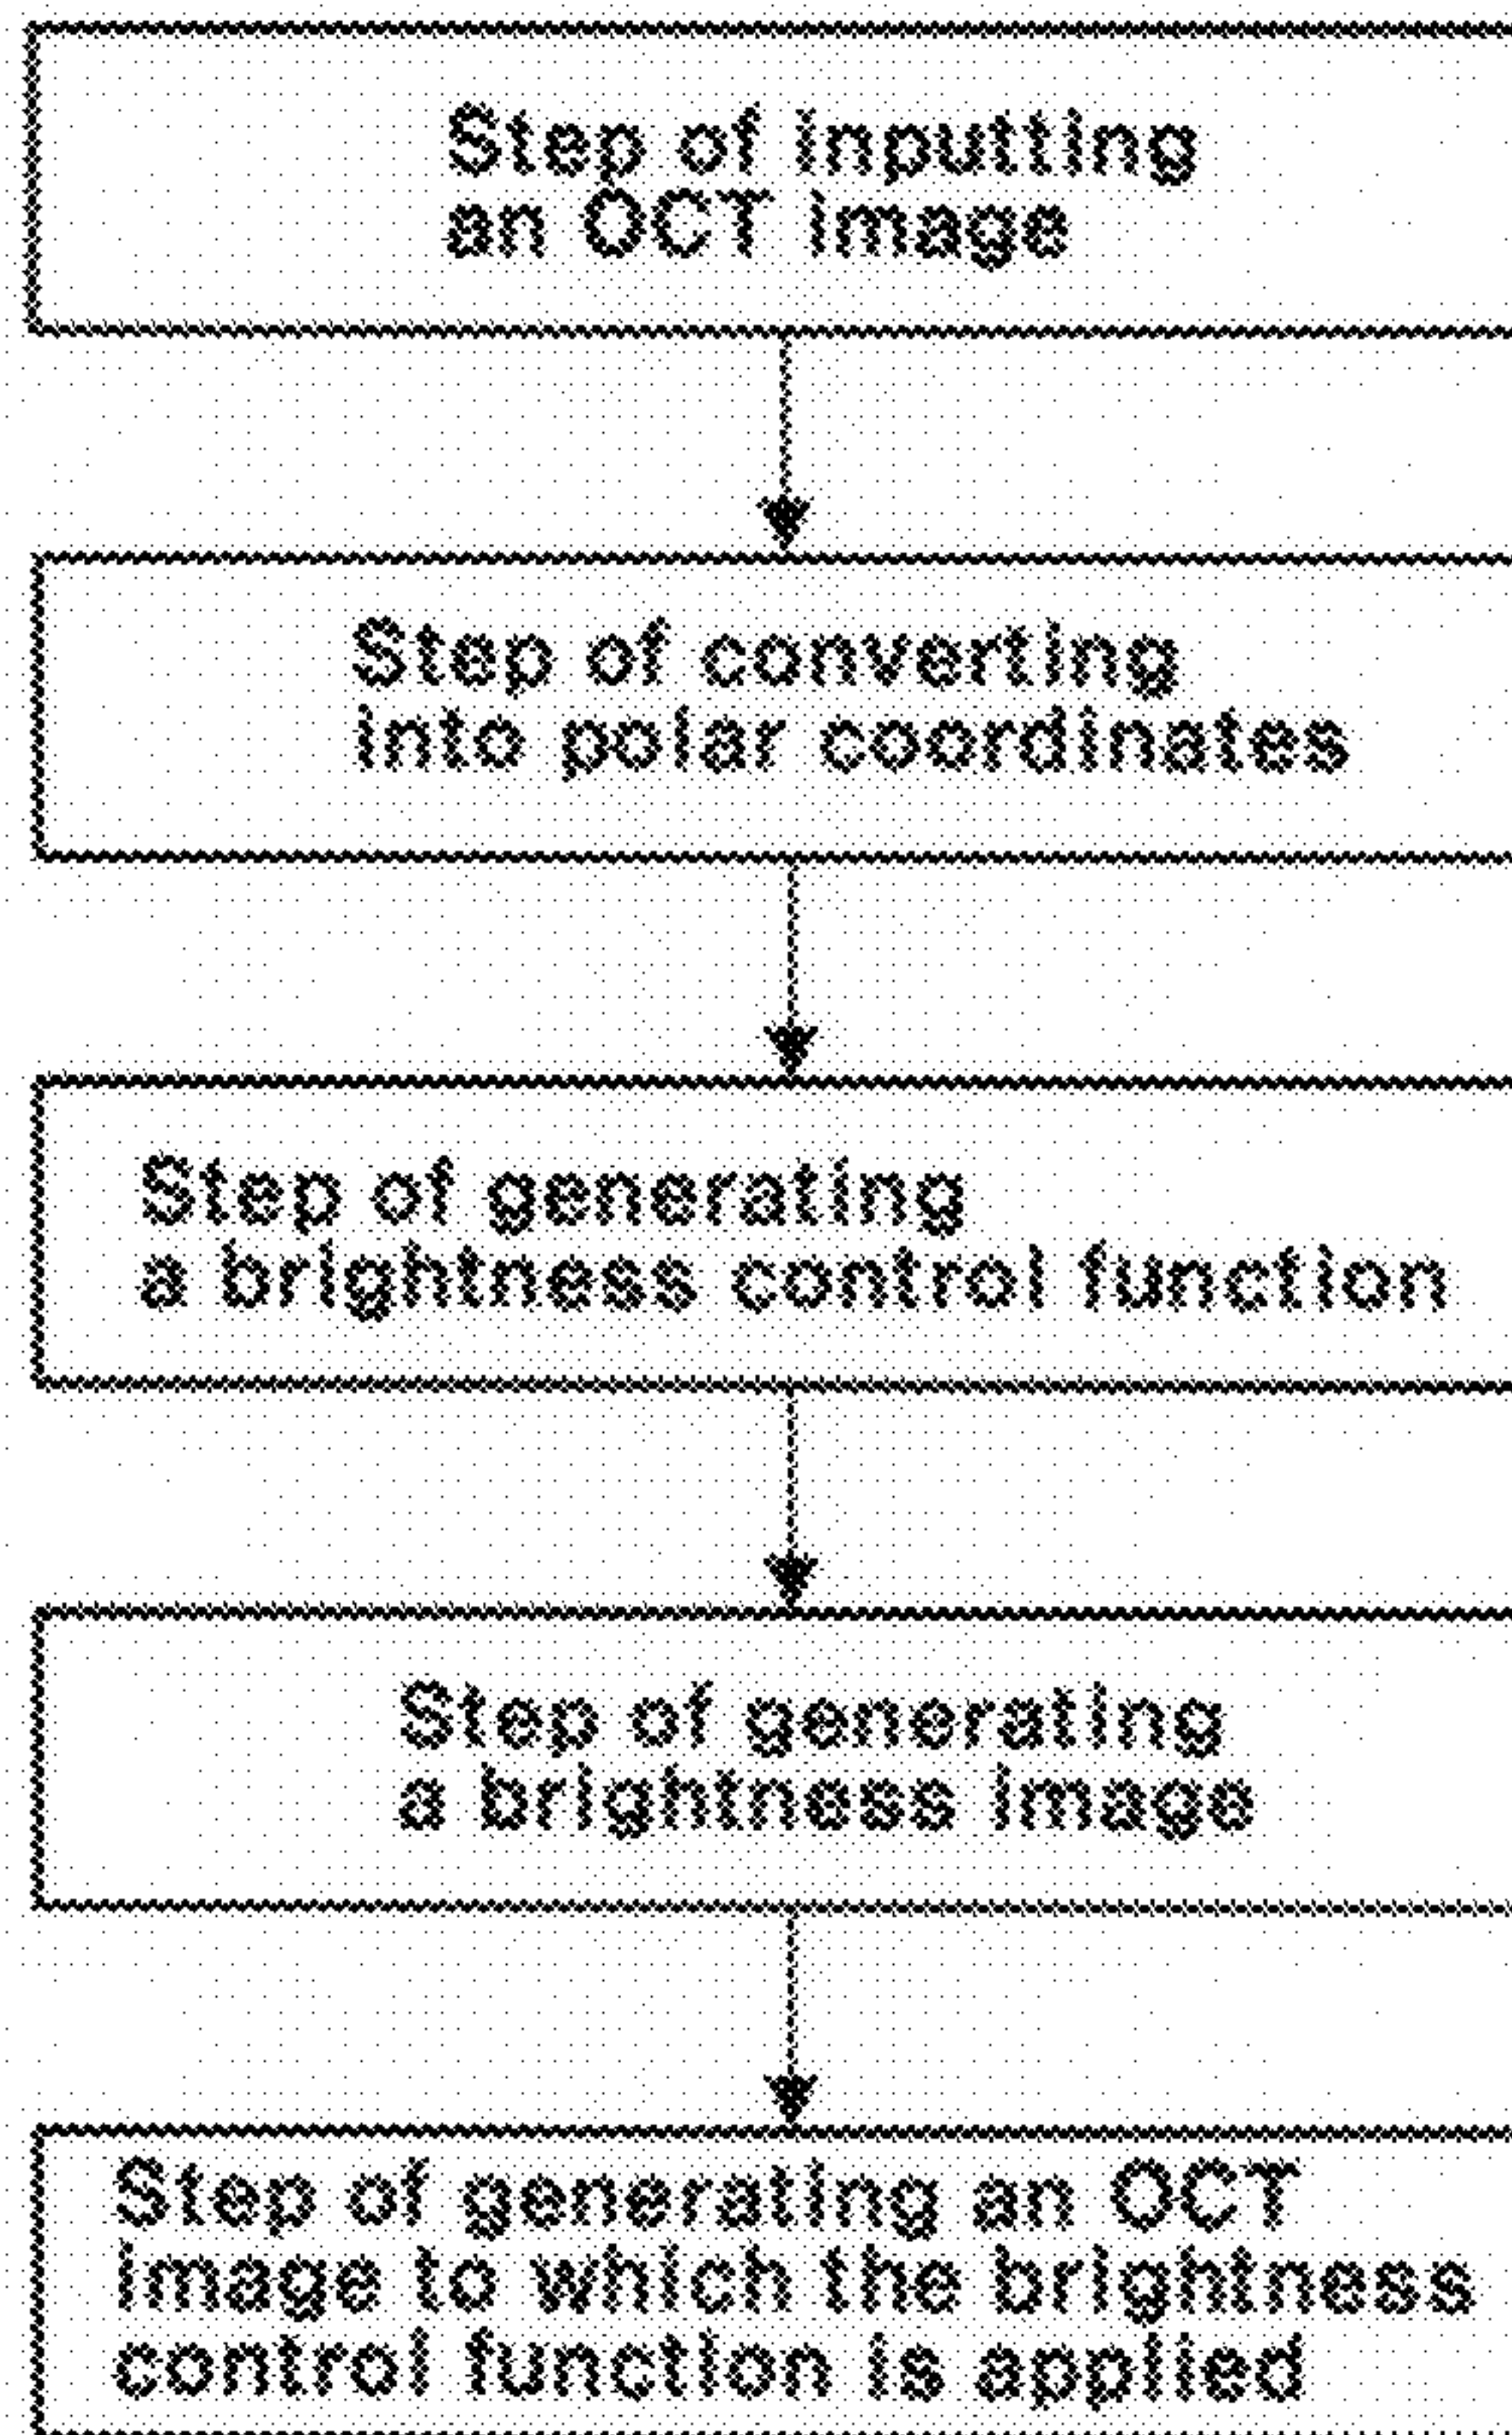 Step of inputting
an OCT image
Step of converting
into polar coordinates
Step of generating
a brightness control function
Step of generating
a brightness image
Step of generating an OCT
image to which the brightness
control function is applied